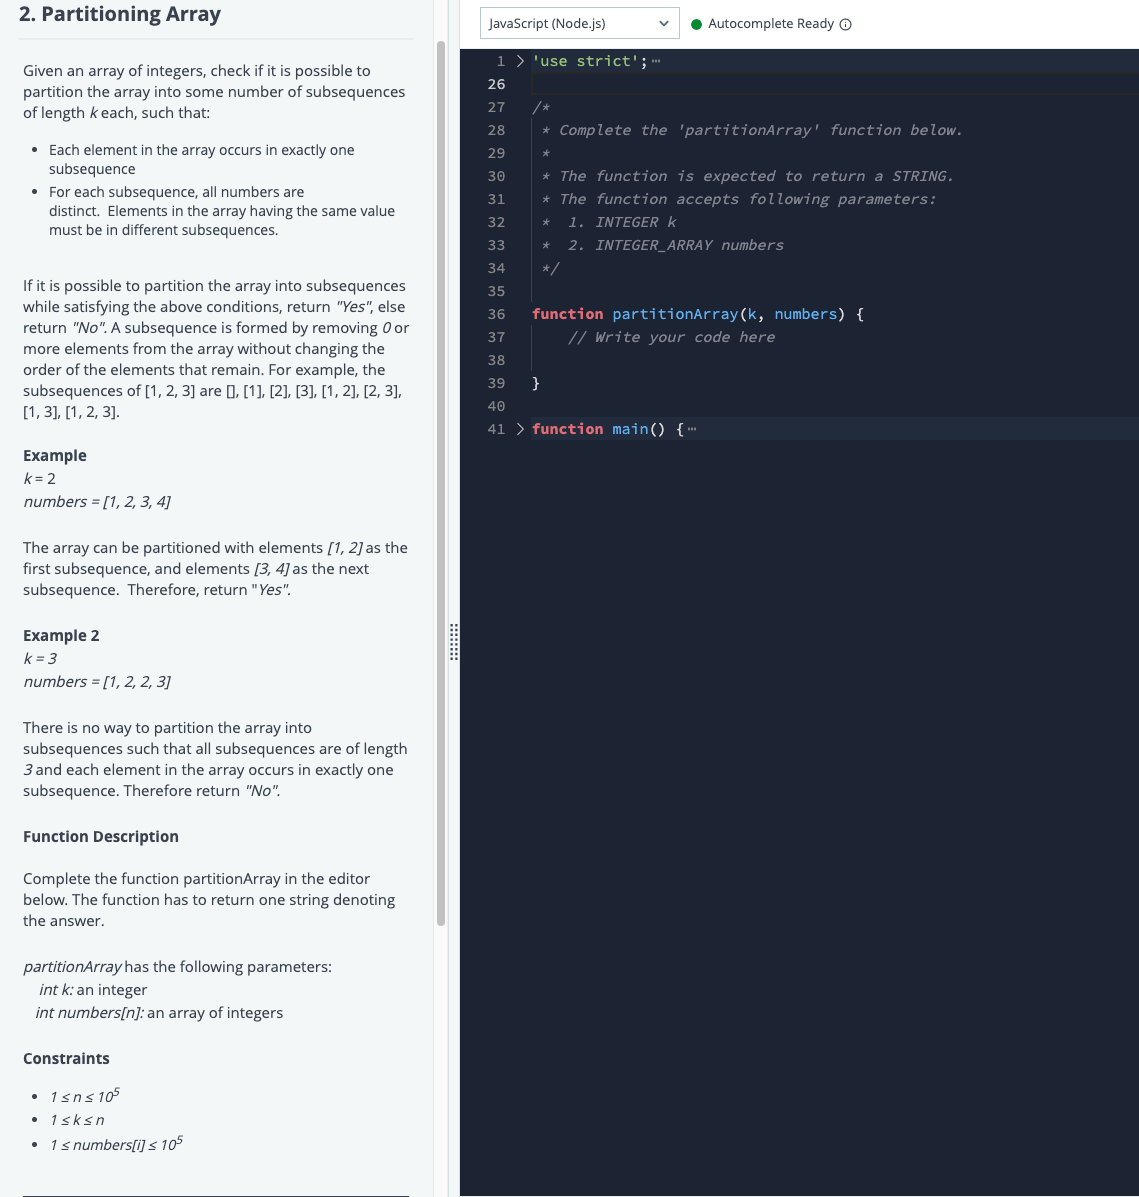 2. Partitioning Array
Given an array of integers, check if it is possible to
partition the array into some number of subsequences
of length k each, such that:
• Each element in the array occurs in exactly one
subsequence
• For each subsequence, all numbers are
distinct.  Elements in the array having the same value
must be in different subsequences.
If it is possible to partition the array into subsequences
while satisfying the above conditions, return "Yes", else
return "No". A subsequence is formed by removing 0 or
more elements from the array without changing the
order of the elements that remain. For example, the
subsequences of [1, 2, 3] are [], [1], [2], [3], [1, 2], [2, 3],
[1, 3], [1, 2, 3].
Example
k = 2
numbers = [1, 2, 3, 4]
The array can be partitioned with elements [1, 2] as the
first subsequence, and elements [3, 4] as the next
subsequence.  Therefore, return "Yes".
Example 2
k = 3
numbers = [1, 2, 2, 3]
There is no way to partition the array into
subsequences such that all subsequences are of length
3 and each element in the array occurs in exactly one
subsequence. Therefore return "No".
Function Description
Complete the function partitionArray in the editor
below. The function has to return one string denoting
the answer.
partitionArray has the following parameters:
int k: an integer
int numbers[n]: an array of integers
Constraints
• 1 ≤ n ≤ 10⁵
• 1 ≤ k ≤ n
• 1 ≤ numbers[i] ≤ 10⁵
JavaScript (Node.js)
Autocomplete Ready
1 > 'use strict'; ⋯
26
27 /*
28 * Complete the 'partitionArray' function below.
29 *
30 * The function is expected to return a STRING.
31 * The function accepts following parameters:
32 *  1. INTEGER k
33 *  2. INTEGER_ARRAY numbers
34 */
35
36 function partitionArray(k, numbers) {
37     // Write your code here
38
39 }
40
41 > function main() { ⋯